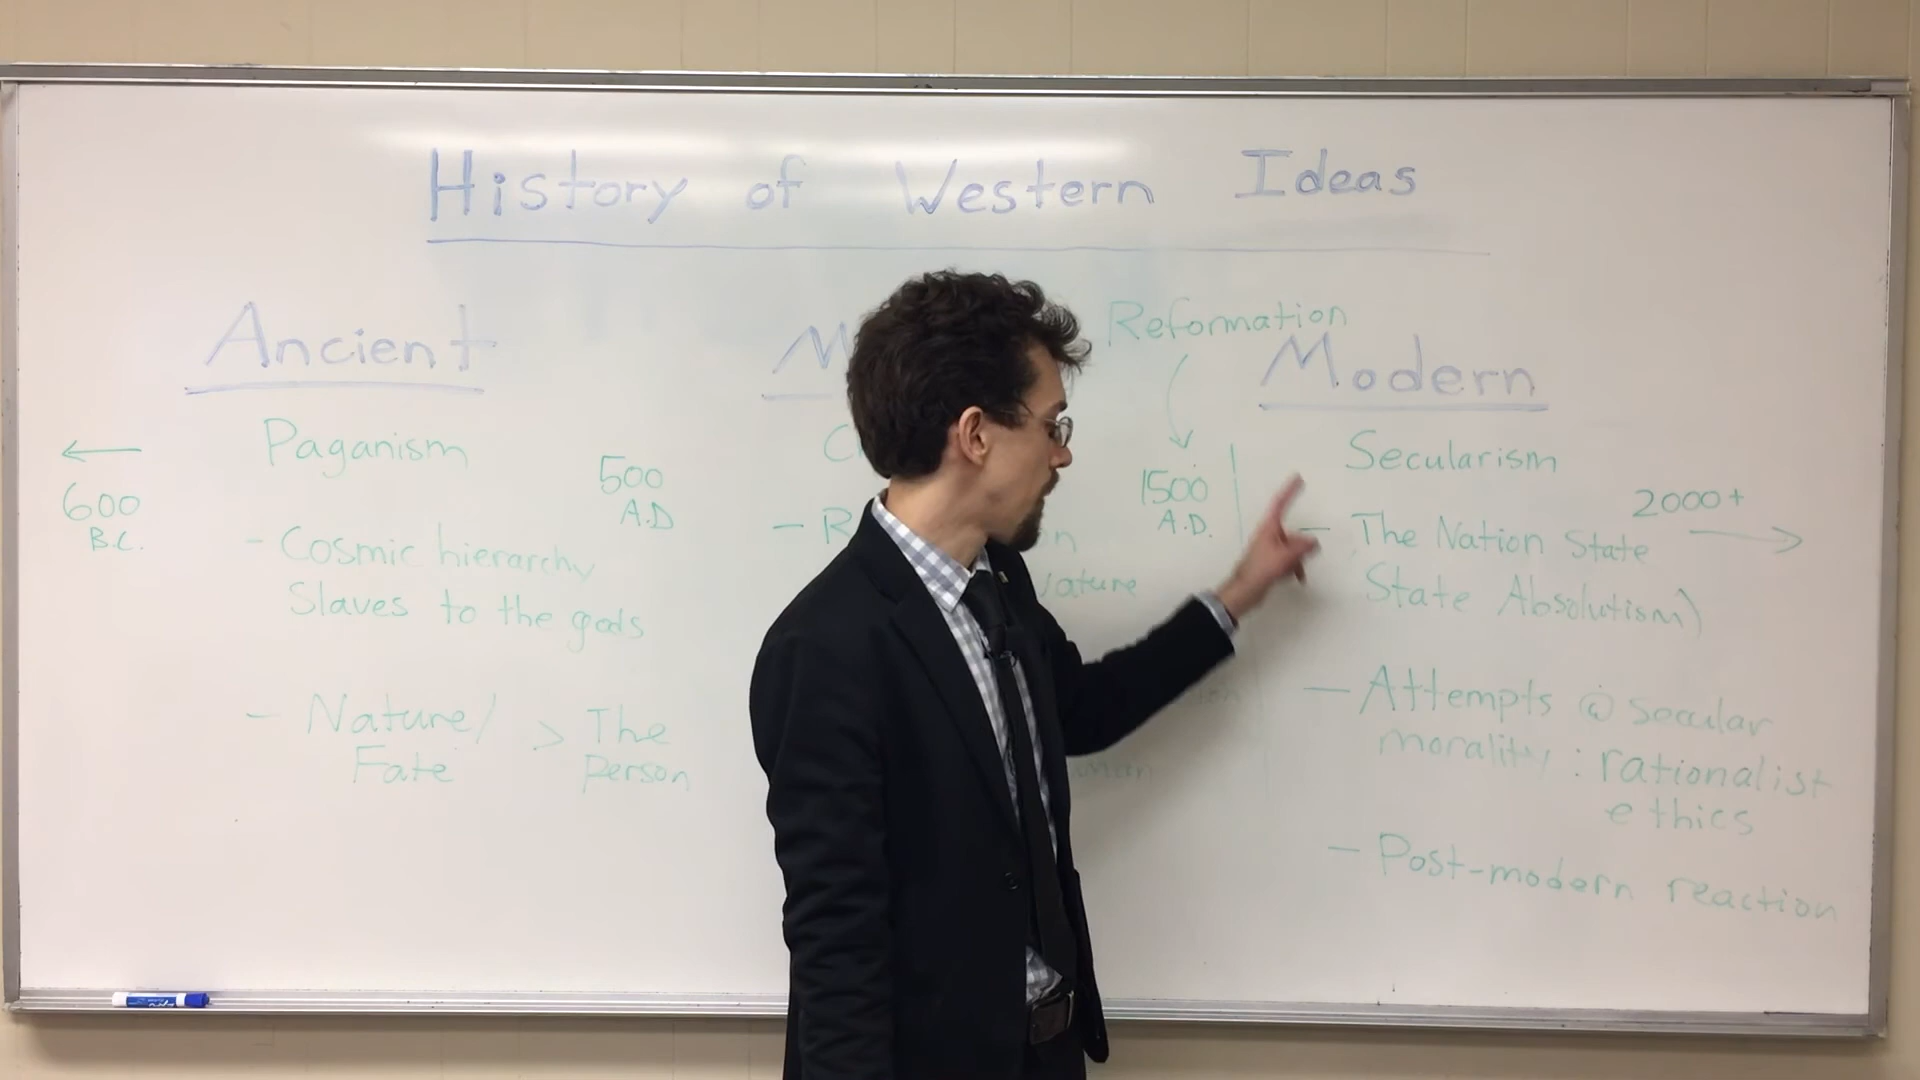 History of Western Ideas
Ancient
Paganism
600
B.C.
500
A.D
- Cosmic hierarchy
Slaves to the gods
- Nature/ > The
Fate person
Reformation
1500
A.D.
Modern
Secularism
2000+
- The Nation State
State Absolutism)
- Attempts @ secular
morality : rationalist
ethics
- Post-modern reaction